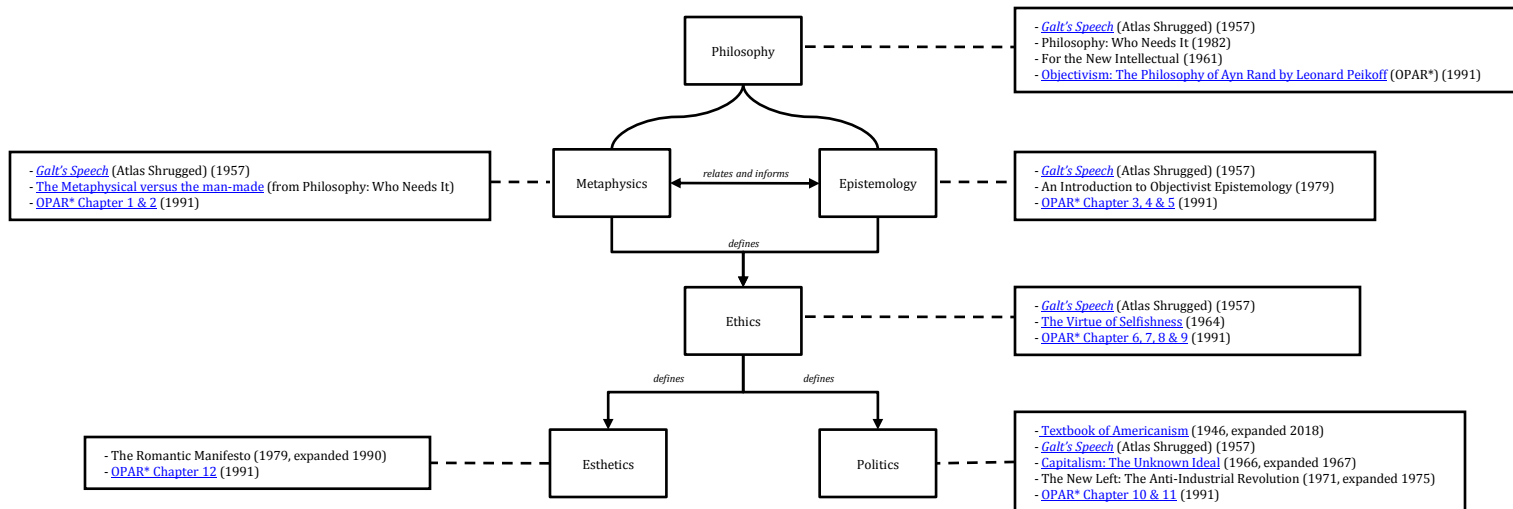 Philosophy
- Galt's Speech (Atlas Shrugged) (1957)
- Philosophy: Who Needs It (1982)
- For the New Intellectual (1961)
- Objectivism: The Philosophy of Ayn Rand by Leonard Peikoff (OPAR*) (1991)
- Galt's Speech (Atlas Shrugged) (1957)
- The Metaphysical versus the man-made (from Philosophy: Who Needs It)
- OPAR* Chapter 1 & 2 (1991)
Metaphysics
relates and informs
Epistemology
- Galt's Speech (Atlas Shrugged) (1957)
- An Introduction to Objectivist Epistemology (1979)
- OPAR* Chapter 3, 4 & 5 (1991)
defines
Ethics
- Galt's Speech (Atlas Shrugged) (1957)
- The Virtue of Selfishness (1964)
- OPAR* Chapter 6, 7, 8 & 9 (1991)
defines
defines
- The Romantic Manifesto (1979, expanded 1990)
- OPAR* Chapter 12 (1991)
Esthetics
Politics
- Textbook of Americanism (1946, expanded 2018)
- Galt's Speech (Atlas Shrugged) (1957)
- Capitalism: The Unknown Ideal (1966, expanded 1967)
- The New Left: The Anti-Industrial Revolution (1971, expanded 1975)
- OPAR* Chapter 10 & 11 (1991)